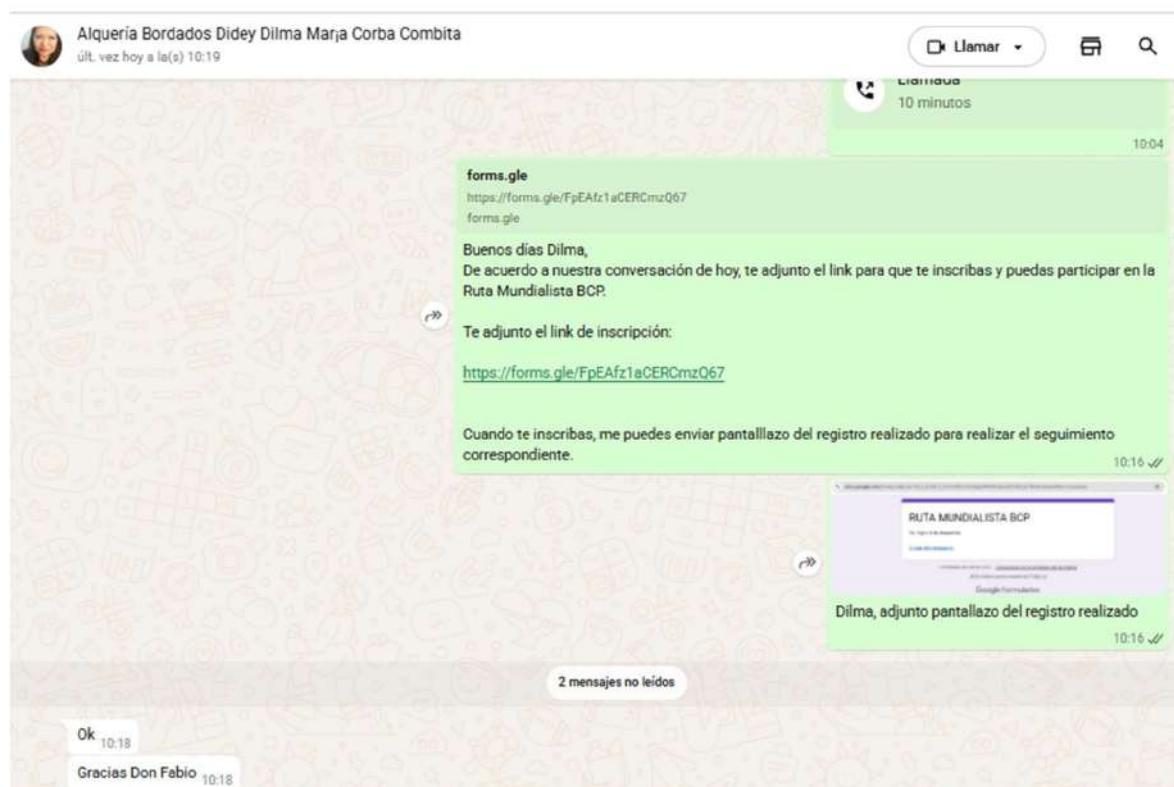 Alquería Bordados Didey Dilma Mar¡a Corba Combita
últ. vez hoy a la(s) 10:19
Llamar
Llamada
10 minutos
10:04
forms.gle
https://forms.gle/FpEAfz1aCERCmzQ67
forms.gle
Buenos días Dilma,
De acuerdo a nuestra conversación de hoy, te adjunto el link para que te inscribas y puedas participar en la
Ruta Mundialista BCP.
Te adjunto el link de inscripción:
https://forms.gle/FpEAfz1aCERCmzQ67
Cuando te inscribas, me puedes enviar pantalllazo del registro realizado para realizar el seguimiento
correspondiente.
10:16
RUTA MUNDIALISTA BCP
Google Formularios
Dilma, adjunto pantallazo del registro realizado
10:16
2 mensajes no leídos
Ok 10:18
Gracias Don Fabio 10:18